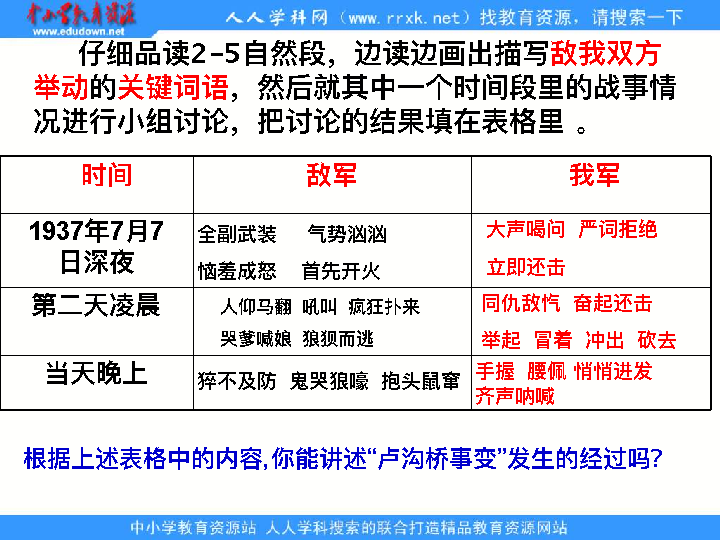 中小学教育资源站
http://www.edudown.net
人人学科网（www.rrxk.net）找教育资源，请搜索一下
仔细品读2-5自然段，边读边画出描写敌我双方
举动的关键词语，然后就其中一个时间段里的战事情
况进行小组讨论，把讨论的结果填在表格里 。
时间 敌军 我军
1937年7月7
日深夜
全副武装 气势汹汹
恼羞成怒 首先开火
大声喝问 严词拒绝
立即还击
第二天凌晨
人仰马翻 吼叫 疯狂扑来
哭爹喊娘 狼狈而逃
同仇敌忾 奋起还击
举起 冒着 冲出 砍去
当天晚上
猝不及防 鬼哭狼嚎 抱头鼠窜
手握 腰佩 悄悄进发
齐声呐喊
根据上述表格中的内容,你能讲述“卢沟桥事变”发生的经过吗?
中小学教育资源站 人人学科搜索的联合打造精品教育资源网站